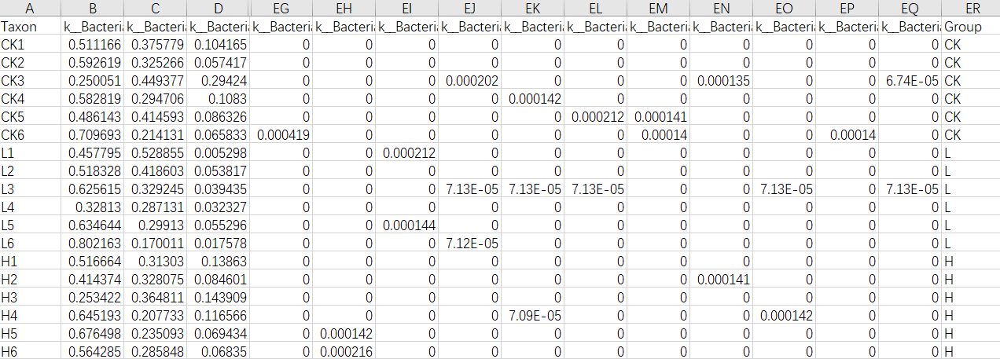 A B C D EG EH EI EJ EK EL EM EN EO EP EQ ER
Taxon k__Bacteri k__Bacteri k__Bacteri k__Bacteri k__Bacteri k__Bacteri k__Bacteri k__Bacteri k__Bacteri k__Bacteri k__Bacteri k__Bacteri k__Bacteri k__Bacteri Group
CK1 0.511166 0.375779 0.104165 0 0 0 0 0 0 0 0 0 0 0 CK
CK2 0.592619 0.325266 0.057417 0 0 0 0 0 0 0 0 0 0 0 CK
CK3 0.250051 0.449377 0.29424 0 0 0 0.000202 0 0 0 0.000135 0 0 6.74E-05 CK
CK4 0.582819 0.294706 0.1083 0 0 0 0 0.000142 0 0 0 0 0 0 CK
CK5 0.486143 0.414593 0.086326 0 0 0 0 0 0.000212 0.000141 0 0 0 0 CK
CK6 0.709693 0.214131 0.065833 0.000419 0 0 0 0 0 0.00014 0 0 0.00014 0 CK
L1 0.457795 0.528855 0.005298 0 0 0.000212 0 0 0 0 0 0 0 0 L
L2 0.518328 0.418603 0.053817 0 0 0 0 0 0 0 0 0 0 0 L
L3 0.625615 0.329245 0.039435 0 0 0 7.13E-05 7.13E-05 7.13E-05 0 0 7.13E-05 0 7.13E-05 L
L4 0.32813 0.287131 0.032327 0 0 0 0 0 0 0 0 0 0 0 L
L5 0.634644 0.29913 0.055296 0 0 0.000144 0 0 0 0 0 0 0 0 L
L6 0.802163 0.170011 0.017578 0 0 0 7.12E-05 0 0 0 0 0 0 0 L
H1 0.516664 0.31303 0.13863 0 0 0 0 0 0 0 0 0 0 0 H
H2 0.414374 0.328075 0.084601 0 0 0 0 0 0 0 0.000141 0 0 0 H
H3 0.253422 0.364811 0.143909 0 0 0 0 0 0 0 0 0 0 0 H
H4 0.645193 0.207733 0.116566 0 0 0 0 7.09E-05 0 0 0 0.000142 0 0 H
H5 0.676498 0.235093 0.069434 0 0.000142 0 0 0 0 0 0 0 0 0 H
H6 0.564285 0.285848 0.06835 0 0.000216 0 0 0 0 0 0 0 0 0 H